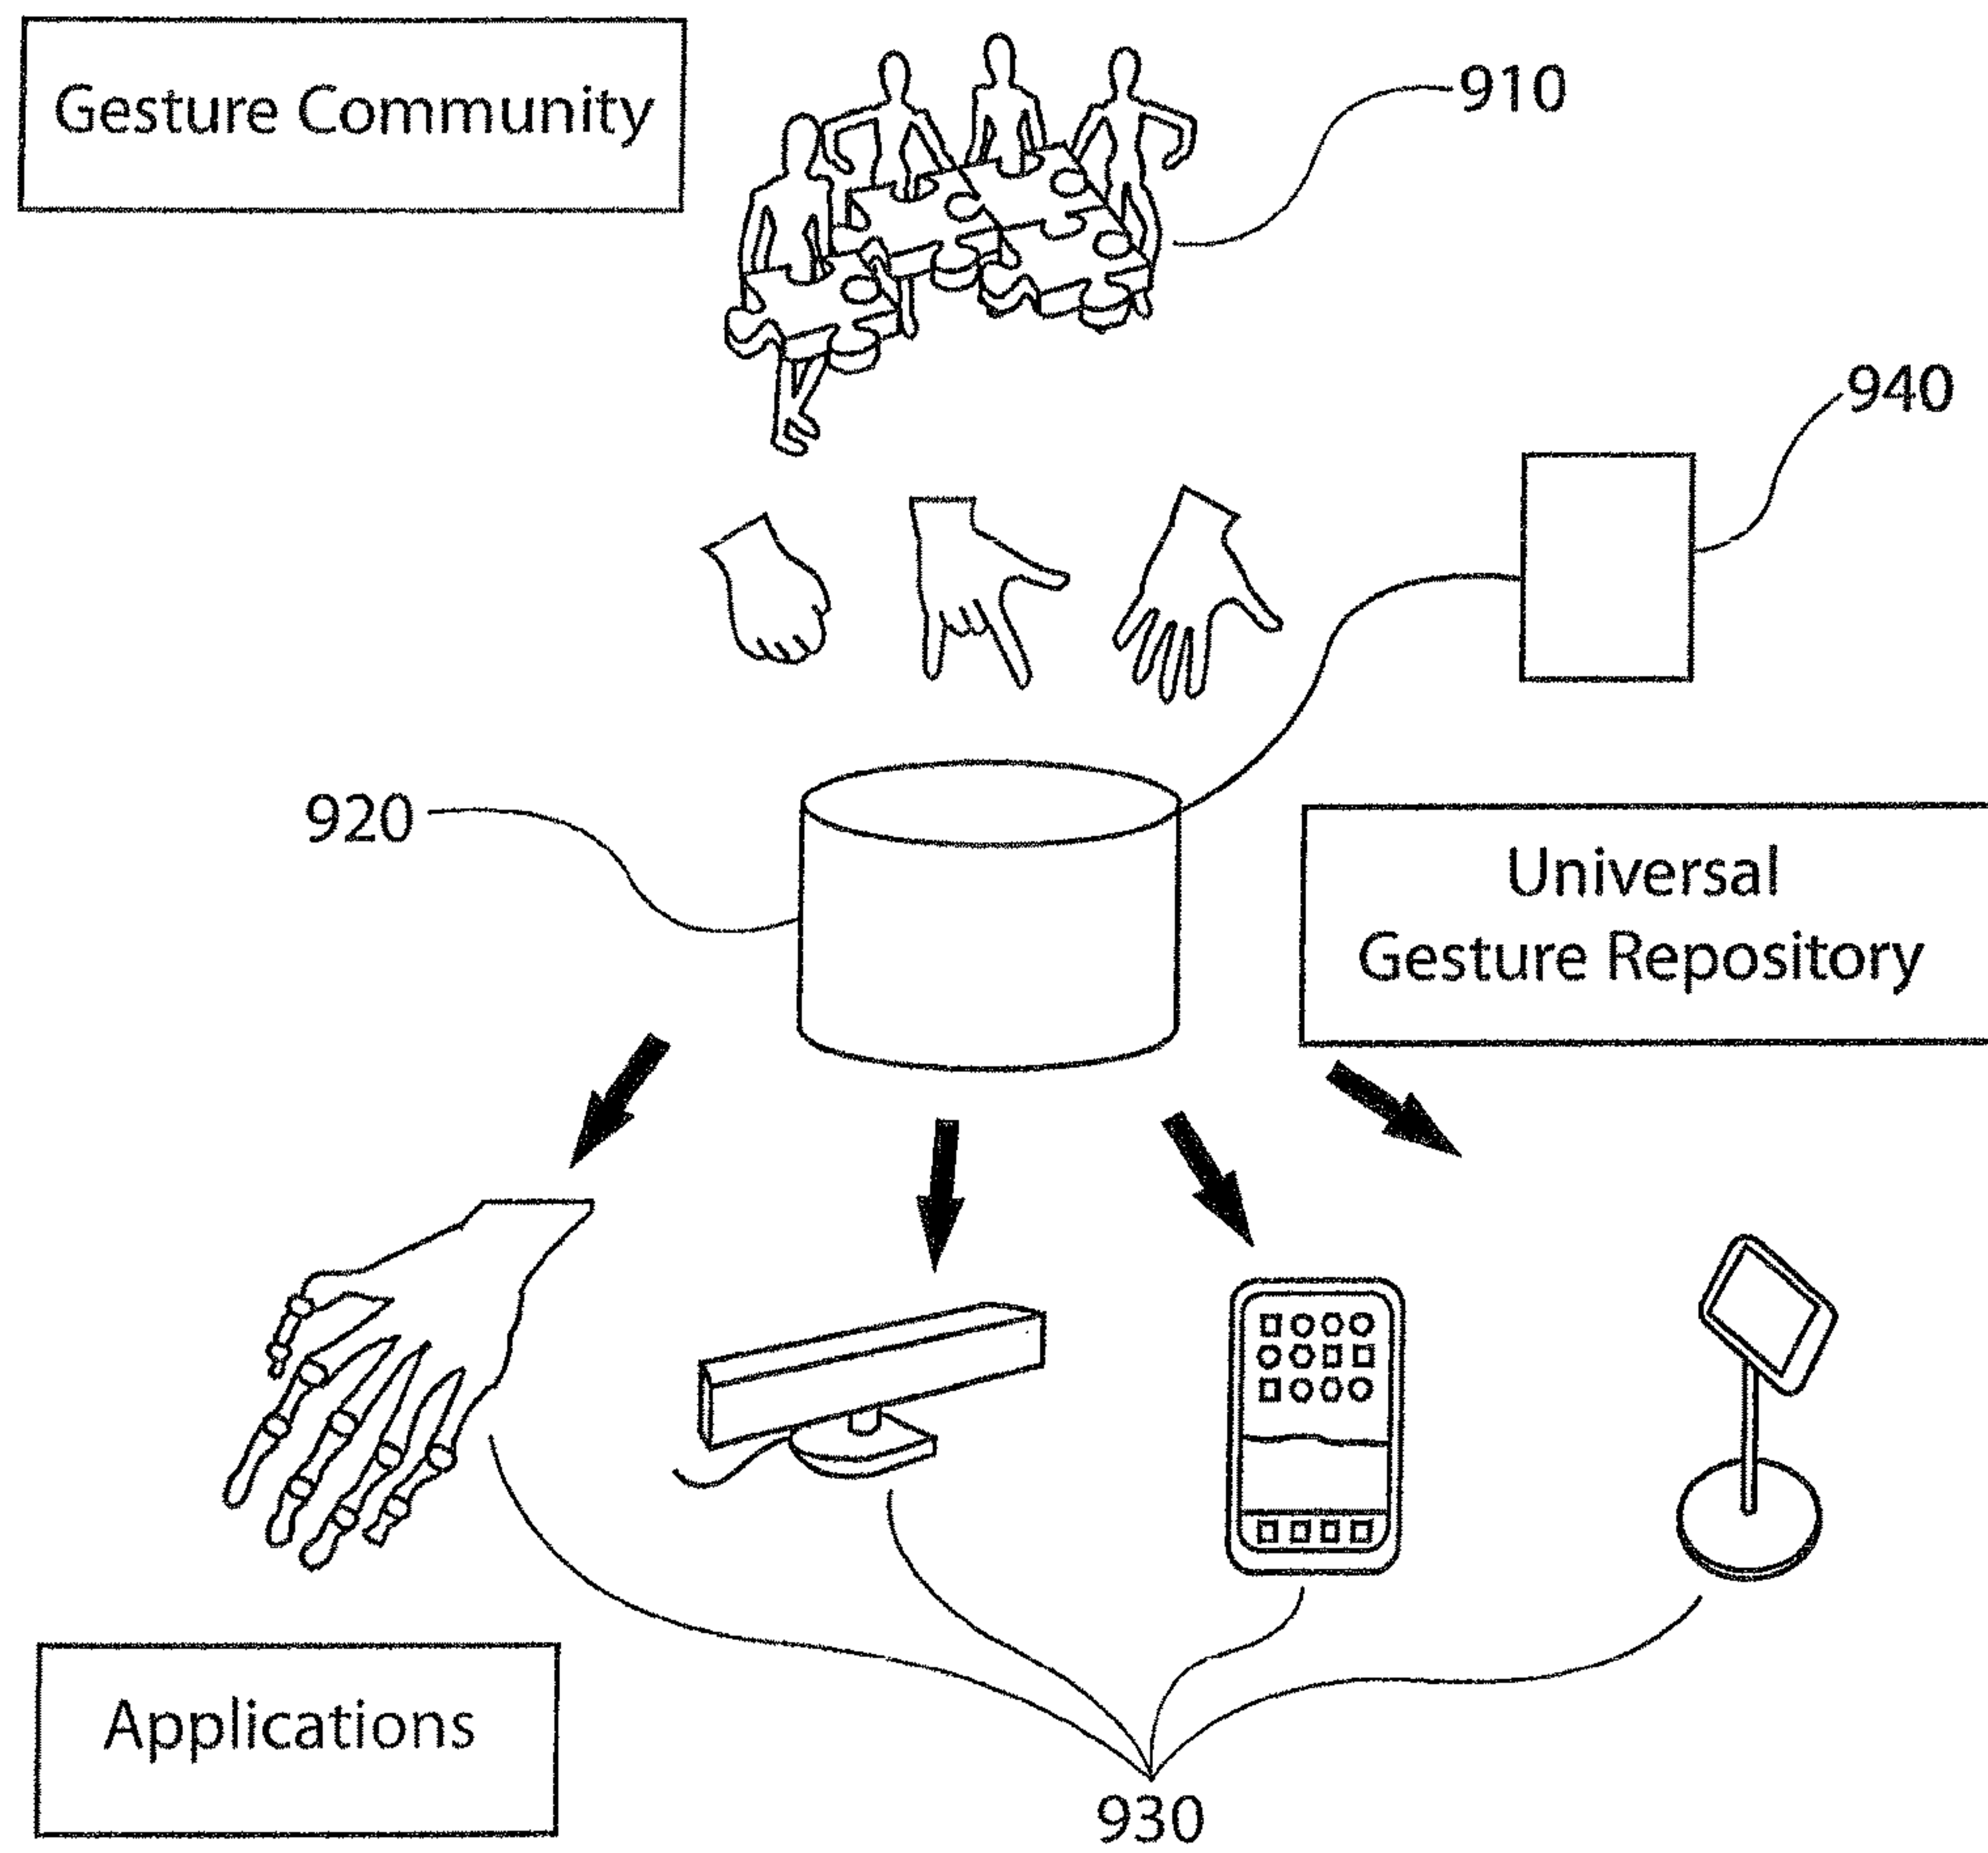 Gesture Community
910
940
920
Universal
Gesture Repository
Applications
930